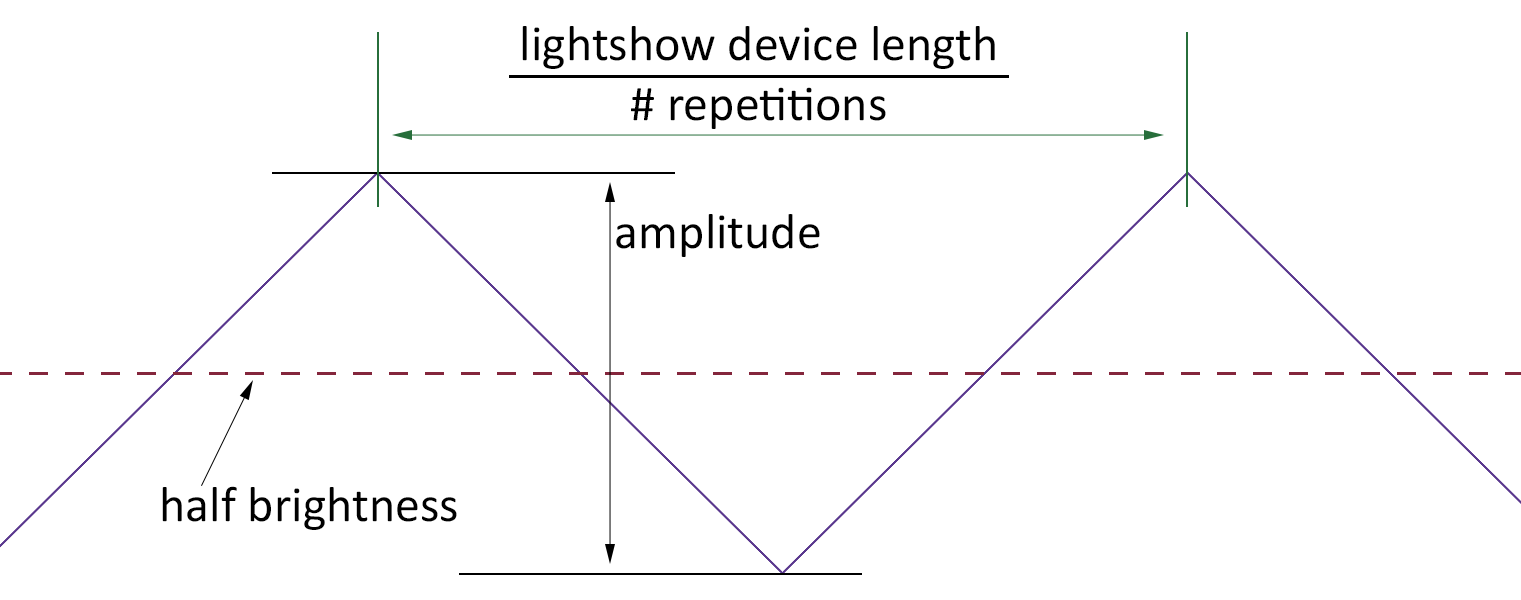 lightshow device length
# repetitions
amplitude
half brightness